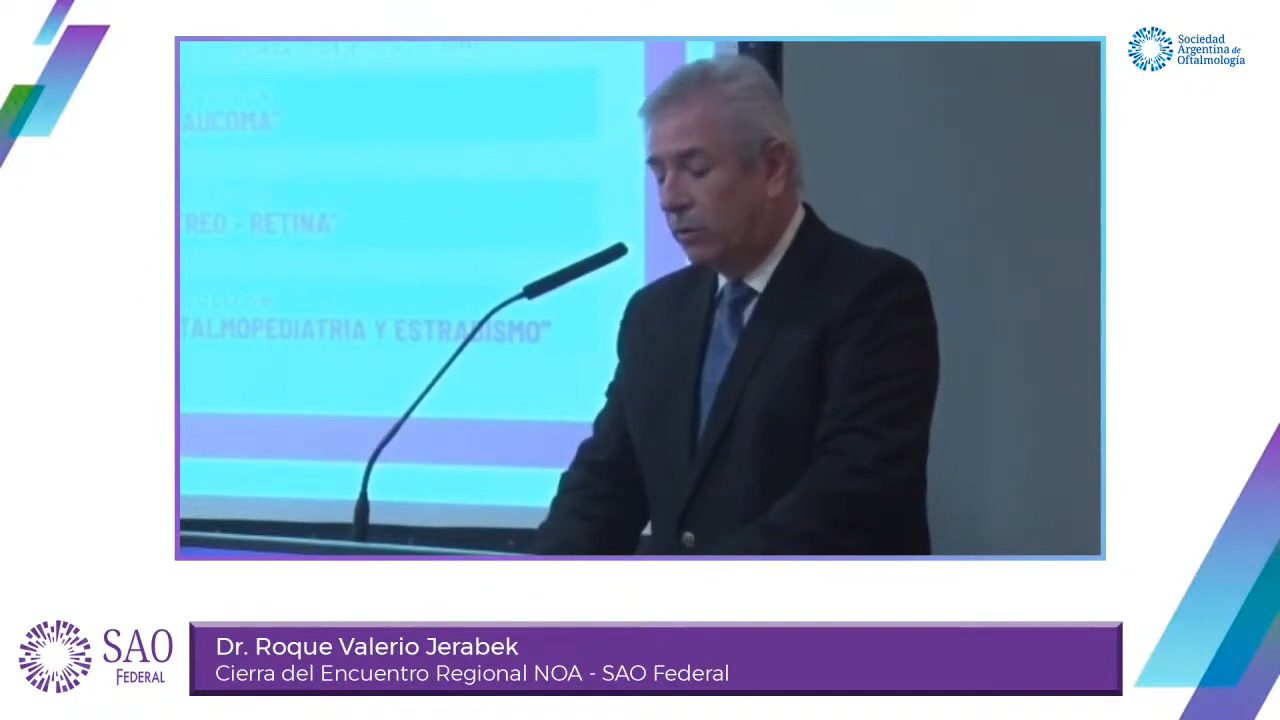 Sociedad
Argentina de
Oftalmología
AUCOMA"
TREO - RETINA"
TALMOPEDIATRIA Y ESTRABISMO"
SAO
FEDERAL
Dr. Roque Valerio Jerabek
Cierra del Encuentro Regional NOA - SAO Federal